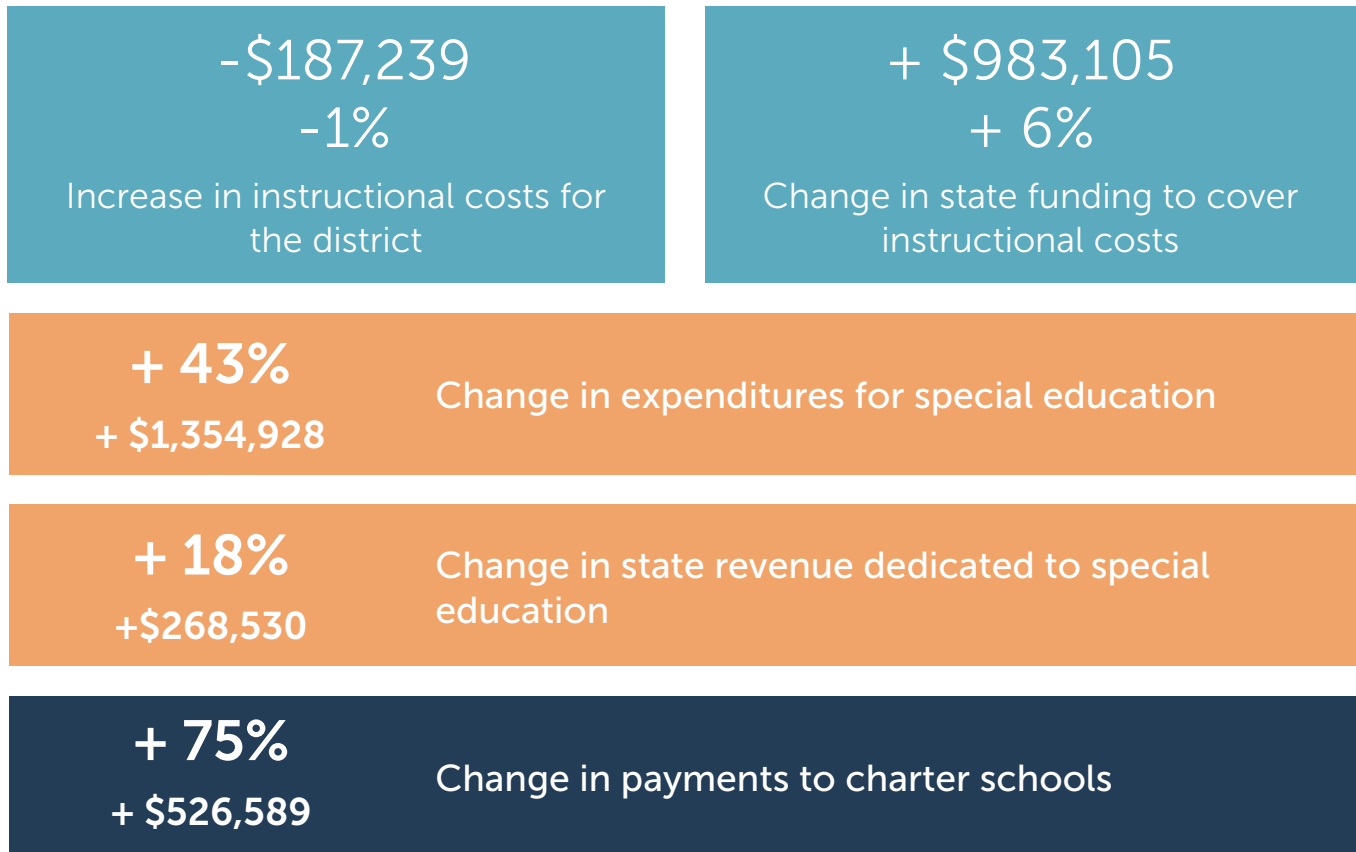 -$187,239
-1%
Increase in instructional costs for
the district
+ $983,105
+ 6%
Change in state funding to cover
instructional costs
+ 43%
+ $1,354,928
Change in expenditures for special education
+ 18%
+$268,530
Change in state revenue dedicated to special
education
+ 75%
+ $526,589
Change in payments to charter schools